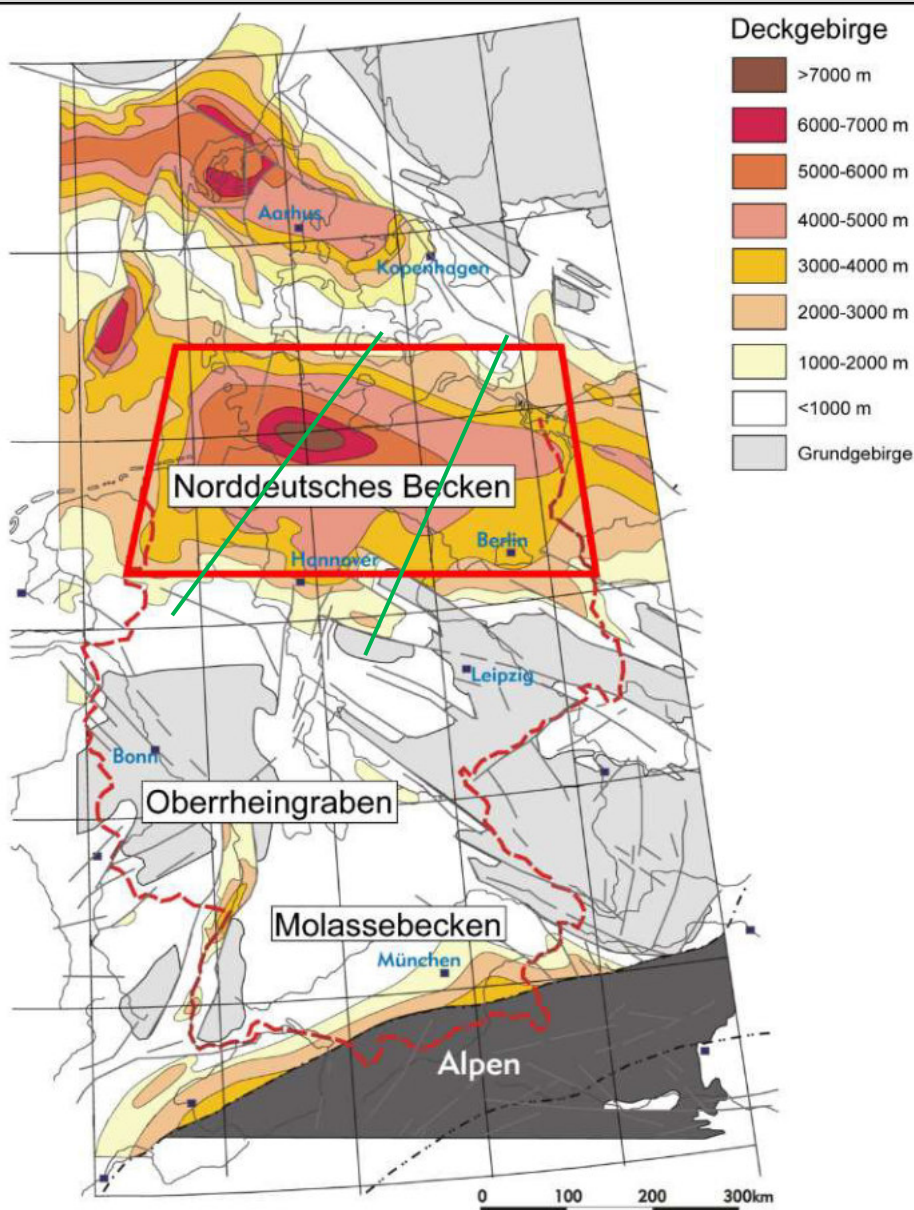 Deckgebirge
>7000 m
6000-7000 m
5000-6000 m
4000-5000 m
3000-4000 m
2000-3000 m
1000-2000 m
<1000 m
Grundgebirge
Aarhus
Kopenhagen
Norddeutsches Becken
Hannover
Berlin
Leipzig
Bonn
Oberrheingraben
Molassebecken
München
Alpen
0 100 200 300km